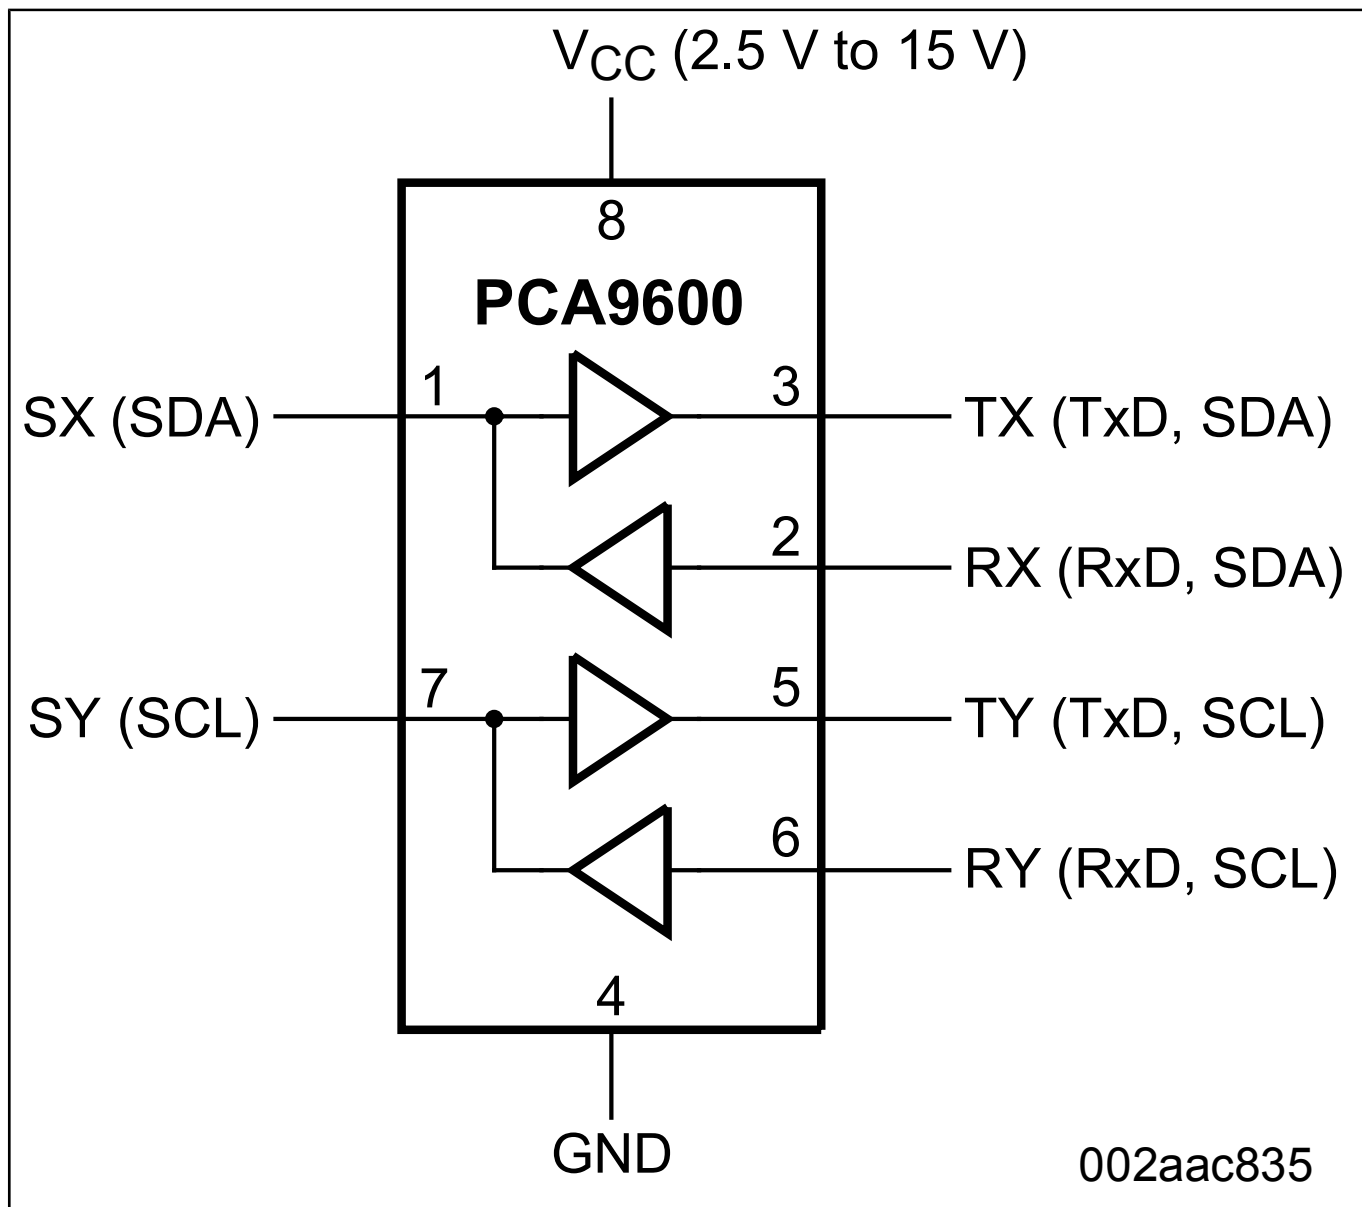 VCC (2.5 V to 15 V)
8
PCA9600
SX (SDA) 1 3 TX (TxD, SDA)
2 RX (RxD, SDA)
SY (SCL) 7 5 TY (TxD, SCL)
6 RY (RxD, SCL)
4
GND
002aac835